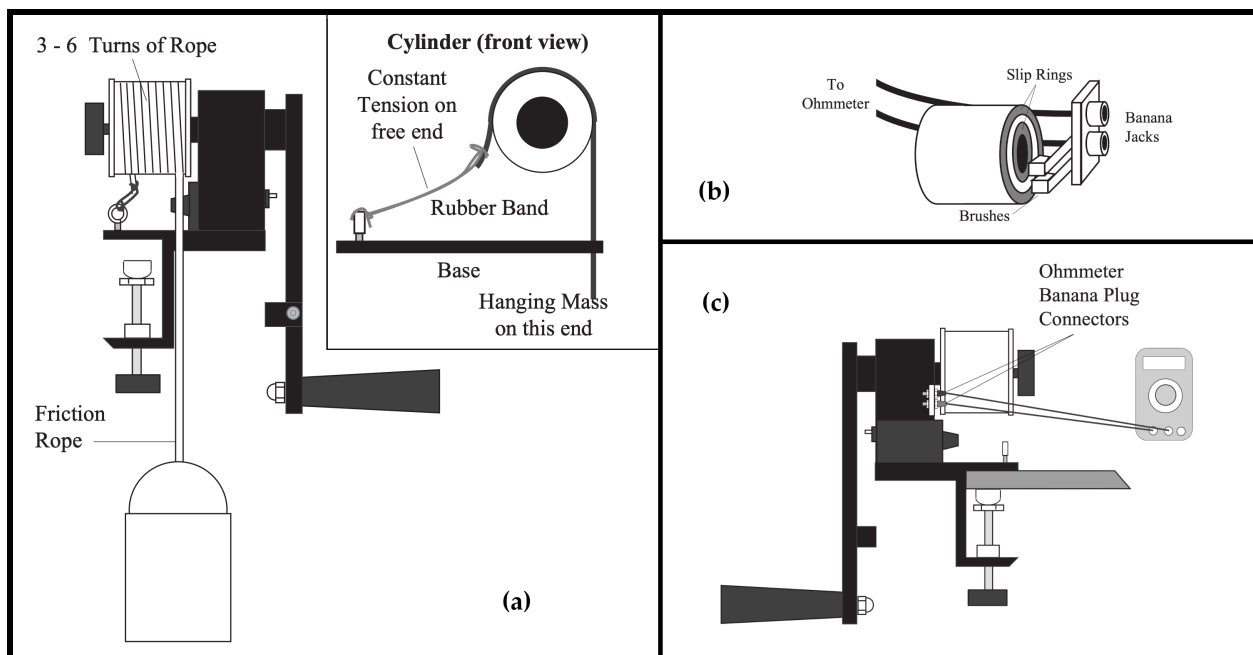 3 - 6 Turns of Rope
Cylinder (front view)
Constant
Tension on
free end
Rubber Band
Base
Hanging Mass
on this end
Friction
Rope
(a)
To
Ohmmeter
Slip Rings
Banana
Jacks
Brushes
(b)
(c)
Ohmmeter
Banana Plug
Connectors